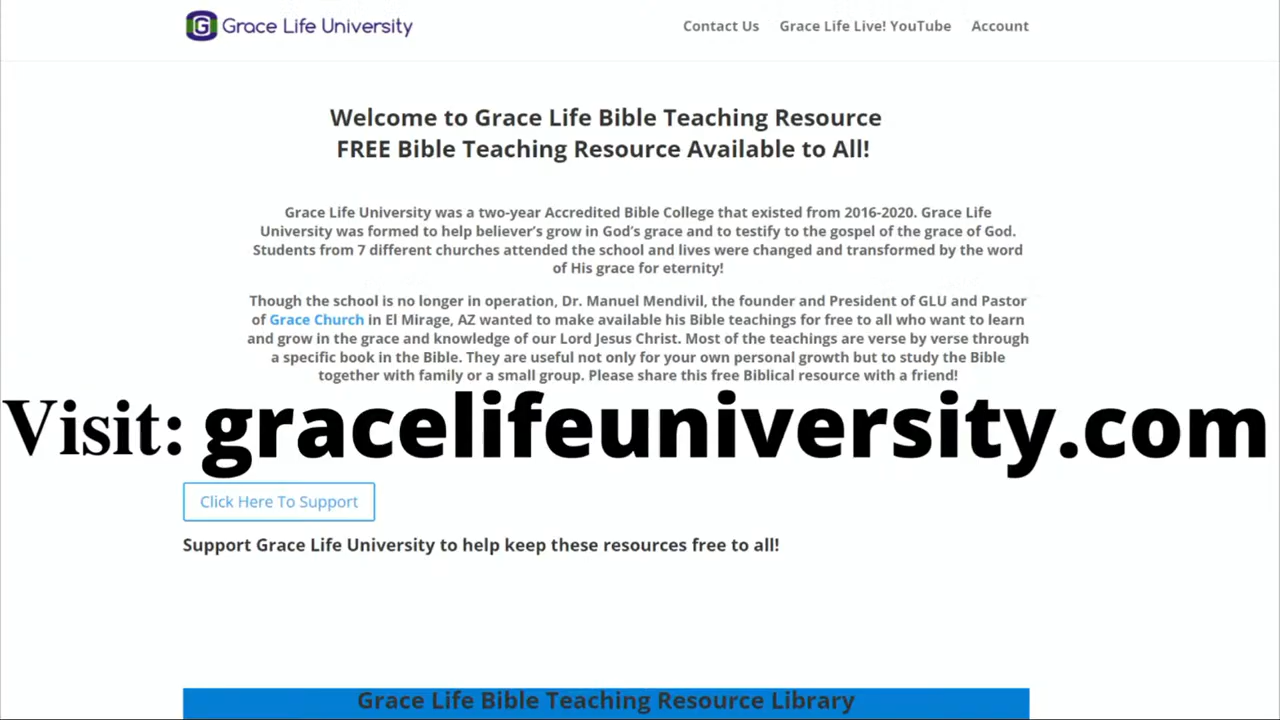 Grace Life University
Contact Us Grace Life Live! YouTube Account
Welcome to Grace Life Bible Teaching Resource
FREE Bible Teaching Resource Available to All!
Grace Life University was a two-year Accredited Bible College that existed from 2016-2020. Grace Life
University was formed to help believer’s grow in God’s grace and to testify to the gospel of the grace of God.
Students from 7 different churches attended the school and lives were changed and transformed by the word
of His grace for eternity!
Though the school is no longer in operation, Dr. Manuel Mendivil, the founder and President of GLU and Pastor
of Grace Church in El Mirage, AZ wanted to make available his Bible teachings for free to all who want to learn
and grow in the grace and knowledge of our Lord Jesus Christ. Most of the teachings are verse by verse through
a specific book in the Bible. They are useful not only for your own personal growth but to study the Bible
together with family or a small group. Please share this free Biblical resource with a friend!
Visit: gracelifeuniversity.com
Click Here To Support
Support Grace Life University to help keep these resources free to all!
Grace Life Bible Teaching Resource Library